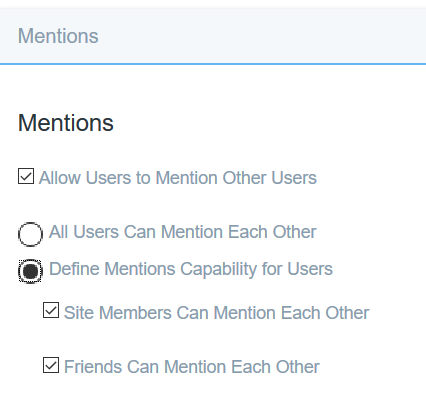 Mentions
Mentions
Allow Users to Mention Other Users
All Users Can Mention Each Other
Define Mentions Capability for Users
Site Members Can Mention Each Other
Friends Can Mention Each Other